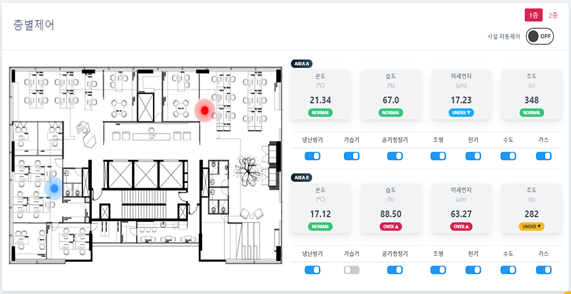 층별제어
1층 2층
시설 자동제어 OFF
AREA A
온도 습도 미세먼지 조도
(°C) (%) (μm) (lx)
21.34 67.0 17.23 348
NORMAL NORMAL UNDER ▼ NORMAL
냉난방기 가습기 공기청정기 조명 전기 수도 가스
AREA B
온도 습도 미세먼지 조도
(°C) (%) (μm) (lx)
17.12 88.50 63.27 282
NORMAL OVER ▲ OVER ▲ UNDER ▼
냉난방기 가습기 공기청정기 조명 전기 수도 가스